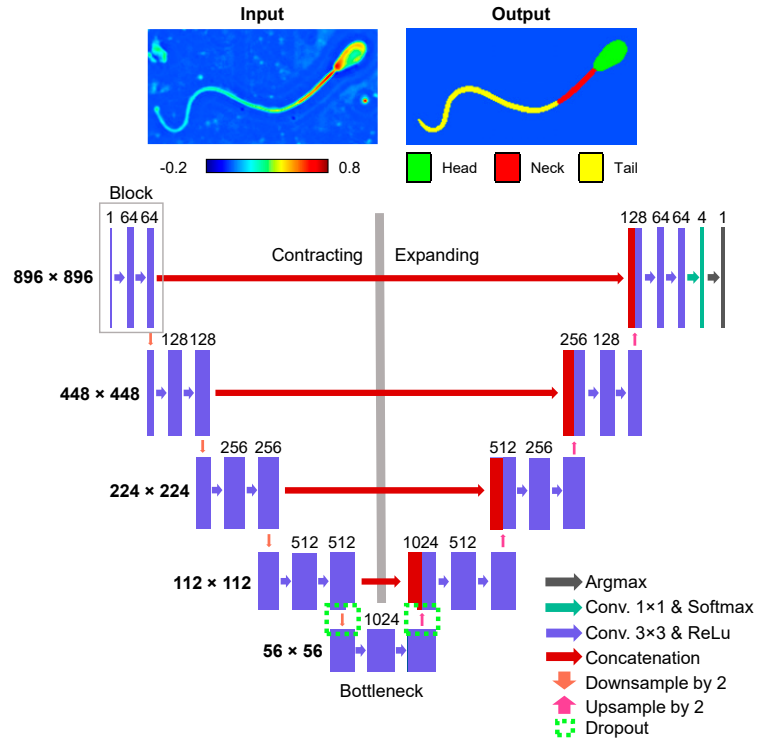 Input
Output
-0.2
0.8
Head
Neck
Tail
Block
1 64 64
128 64 64 4 1
Contracting
Expanding
896 × 896
128 128
256 128
448 × 448
256 256
512 256
224 × 224
512 512
1024 512
112 × 112
1024
56 × 56
Bottleneck
Argmax
Conv. 1×1 & Softmax
Conv. 3×3 & ReLu
Concatenation
Downsample by 2
Upsample by 2
Dropout